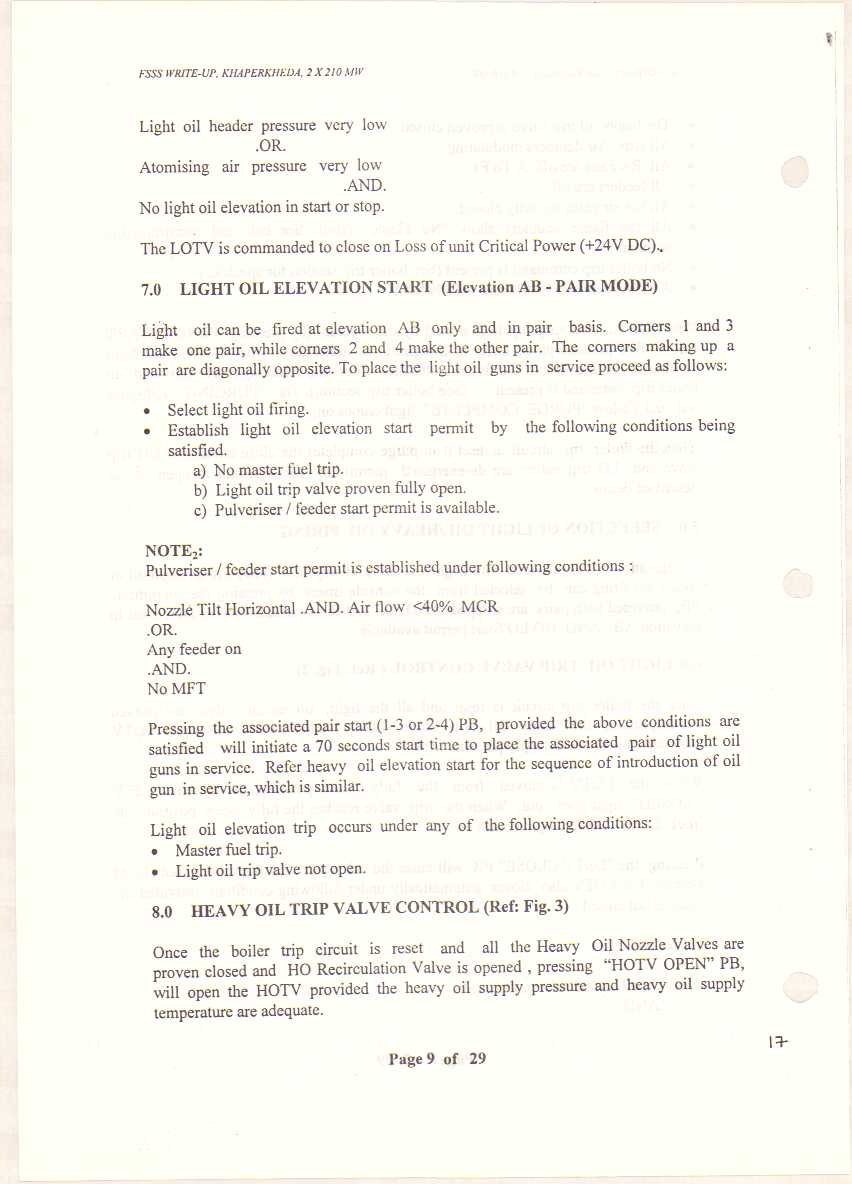 FSSS WRITE-UP, KHAPERKHEDA, 2 X 210 MW
Light oil header pressure very low
.OR.
Atomising air pressure very low
.AND.
No light oil elevation in start or stop.
The LOTV is commanded to close on Loss of unit Critical Power (+24V DC).
7.0 LIGHT OIL ELEVATION START (Elevation AB - PAIR MODE)
Light oil can be fired at elevation AB only and in pair basis. Corners 1 and 3
make one pair, while corners 2 and 4 make the other pair. The corners making up a
pair are diagonally opposite. To place the light oil guns in service proceed as follows:
• Select light oil firing.
• Establish light oil elevation start permit by the following conditions being
satisfied.
a) No master fuel trip.
b) Light oil trip valve proven fully open.
c) Pulveriser / feeder start permit is available.
NOTE₂:
Pulveriser / feeder start permit is established under following conditions :
Nozzle Tilt Horizontal .AND. Air flow <40% MCR
.OR.
Any feeder on
.AND.
No MFT
Pressing the associated pair start (1-3 or 2-4) PB, provided the above conditions are
satisfied will initiate a 70 seconds start time to place the associated pair of light oil
guns in service. Refer heavy oil elevation start for the sequence of introduction of oil
gun in service, which is similar.
Light oil elevation trip occurs under any of the following conditions:
• Master fuel trip.
• Light oil trip valve not open.
8.0 HEAVY OIL TRIP VALVE CONTROL (Ref: Fig. 3)
Once the boiler trip circuit is reset and all the Heavy Oil Nozzle Valves are
proven closed and HO Recirculation Valve is opened , pressing "HOTV OPEN" PB,
will open the HOTV provided the heavy oil supply pressure and heavy oil supply
temperature are adequate.
17
Page 9 of 29